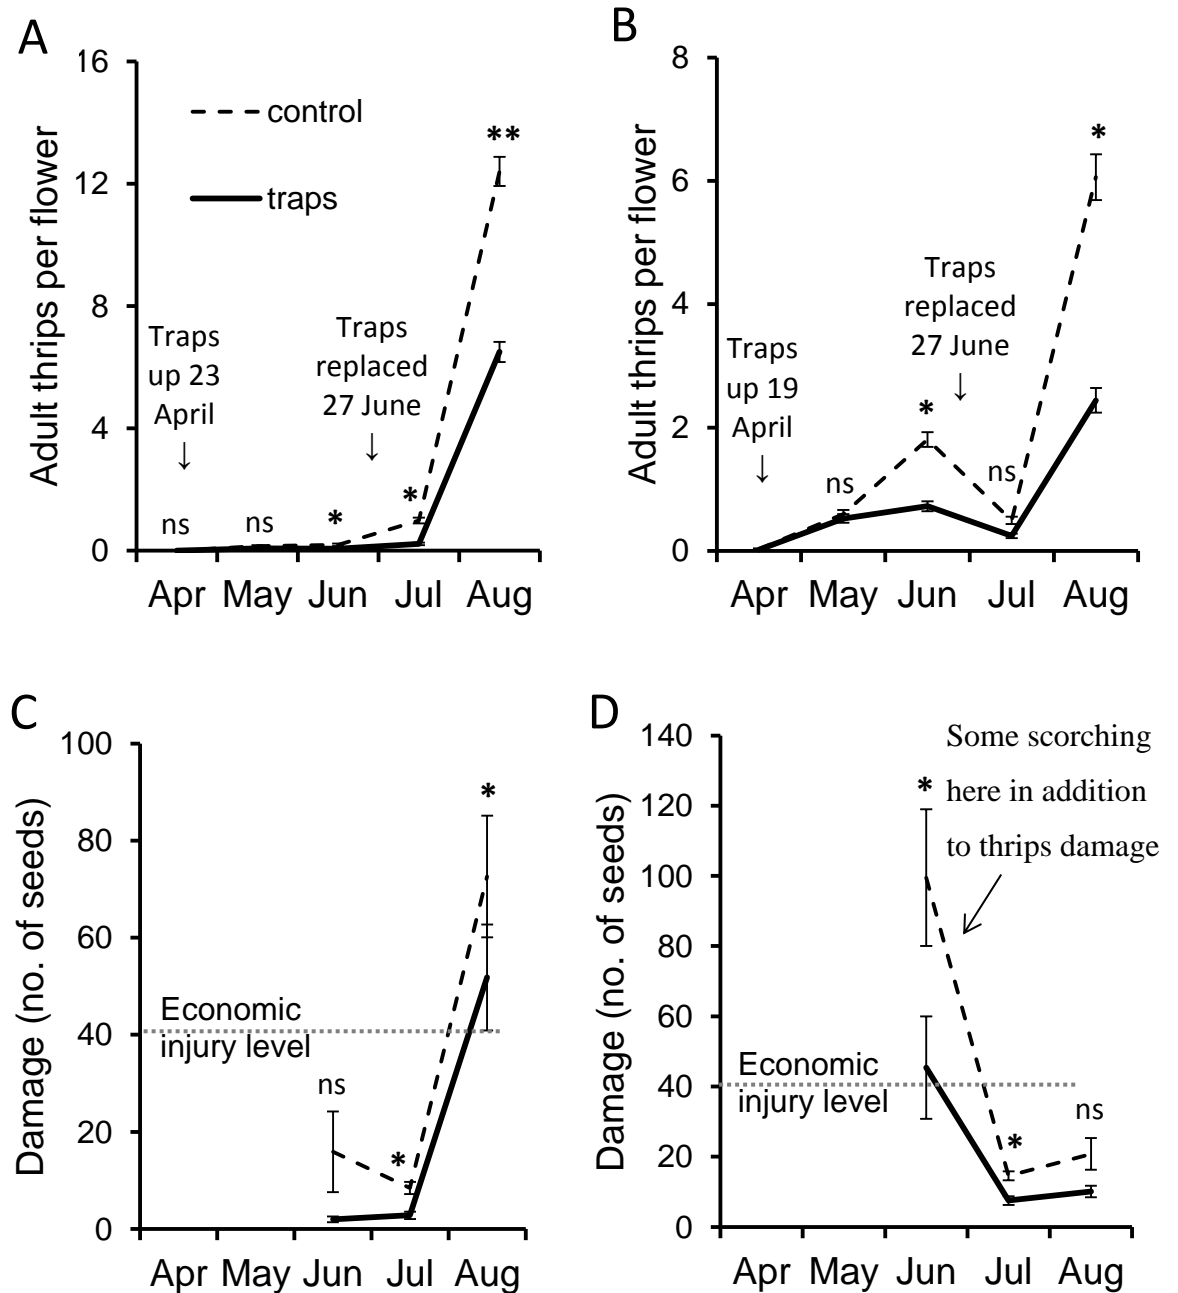 A
16
12
8
4
0
Adult thrips per flower
control
traps
Traps
up 23
April
↓
Traps
replaced
27 June
↓
ns
ns
*
*
**
Apr May Jun Jul Aug
B
8
6
4
2
0
Adult thrips per flower
Traps
up 19
April
↓
Traps
replaced
27 June
↓
ns
*
ns
*
Apr May Jun Jul Aug
C
100
80
60
40
20
0
Damage (no. of seeds)
Economic
injury level
ns
*
*
Apr May Jun Jul Aug
D
140
120
100
80
60
40
20
0
Damage (no. of seeds)
Some scorching
here in addition
to thrips damage
Economic
injury level
*
*
ns
Apr May Jun Jul Aug